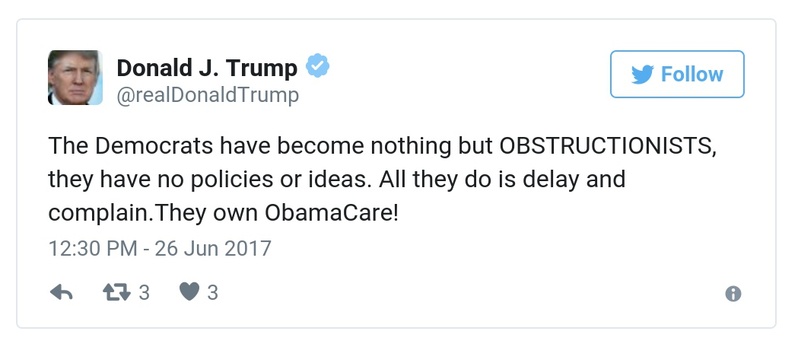 Donald J. Trump
@realDonaldTrump
Follow
The Democrats have become nothing but OBSTRUCTIONISTS,
they have no policies or ideas. All they do is delay and
complain.They own ObamaCare!
12:30 PM - 26 Jun 2017
3 3